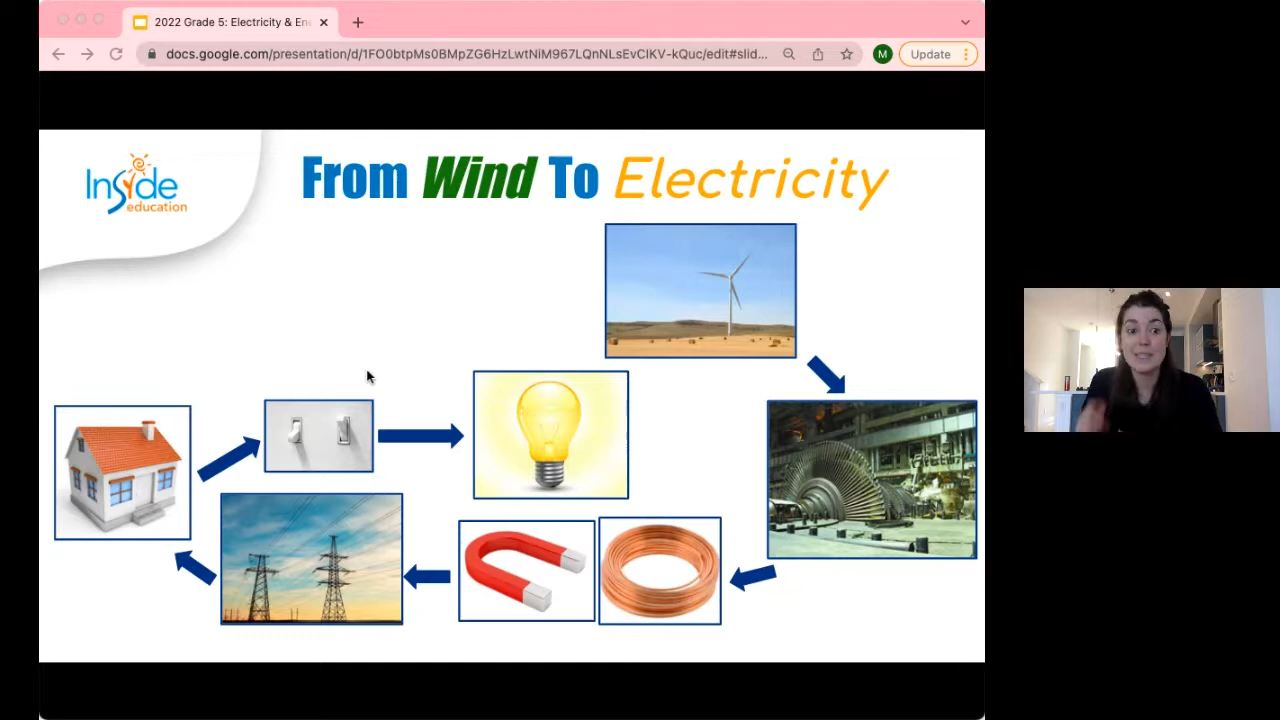 2022 Grade 5: Electricity & En
docs.google.com/presentation/d/1FO0btpMs0BMpZG6HzLwtNiM967LQnNLsEvCIKV-kQuc/edit#slid...
M
Update
Inside
education
From Wind To Electricity